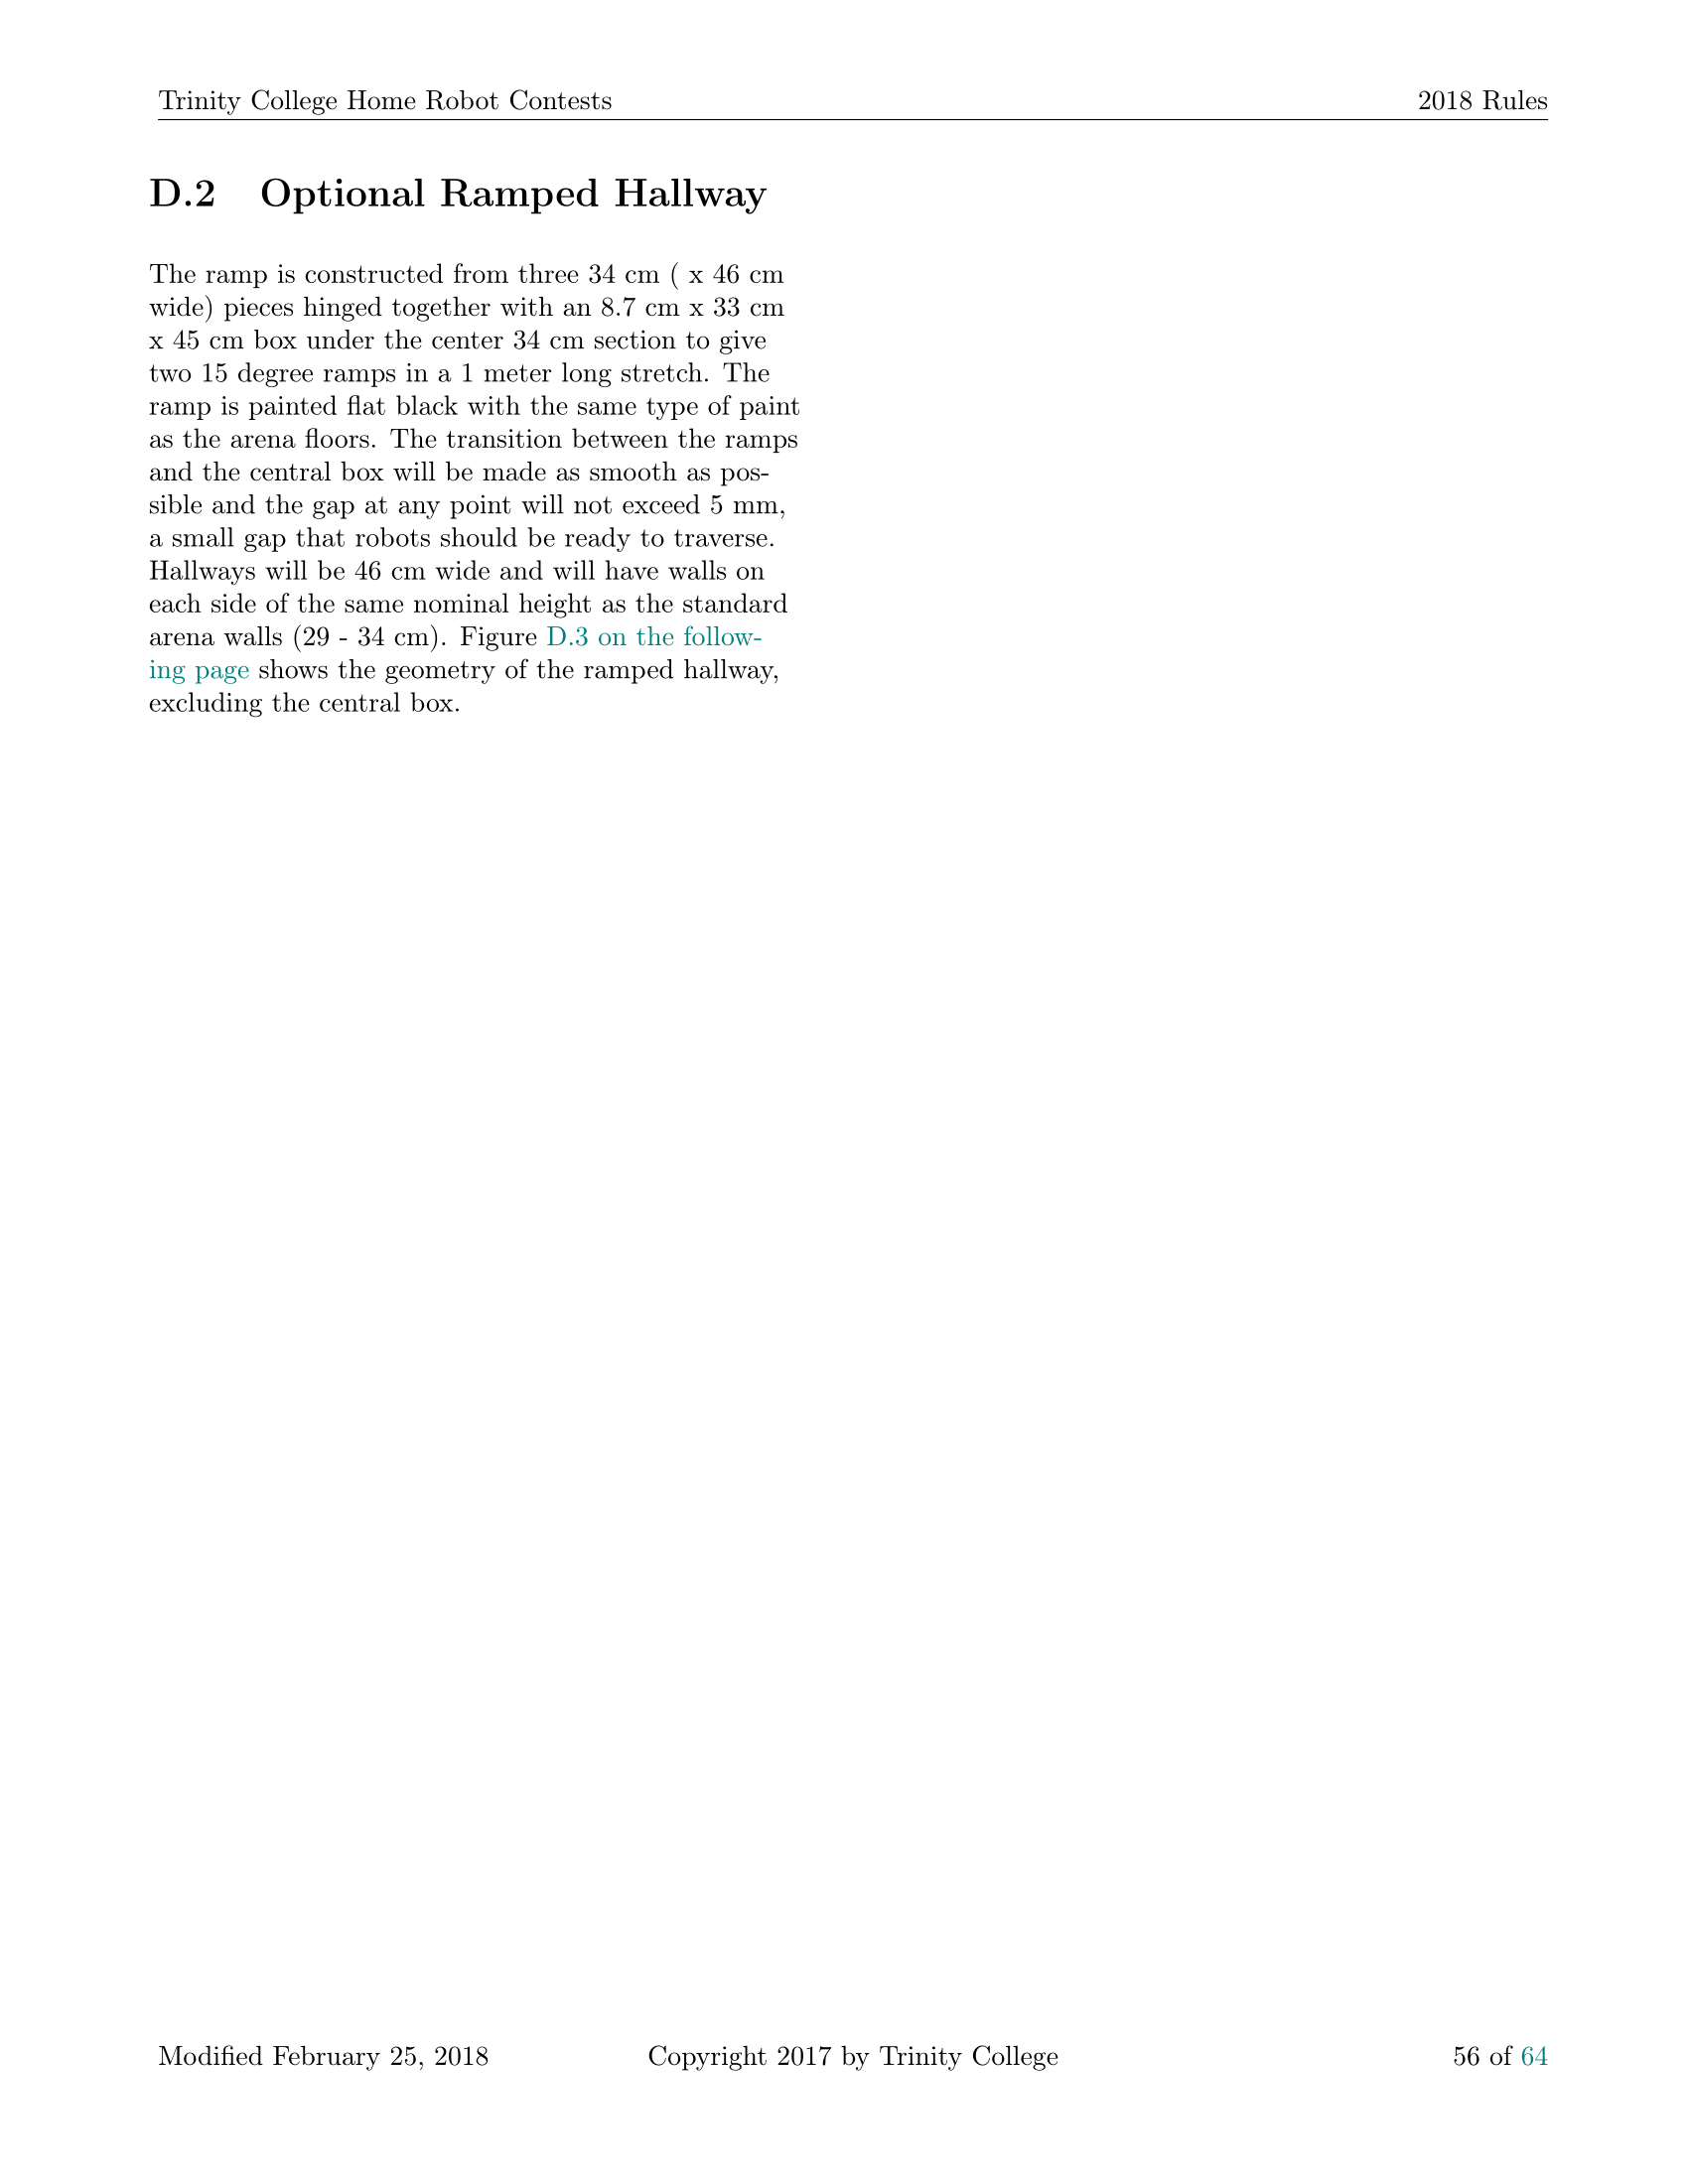 Trinity College Home Robot Contests 2018 Rules
D.2 Optional Ramped Hallway
The ramp is constructed from three 34 cm ( x 46 cm
wide) pieces hinged together with an 8.7 cm x 33 cm
x 45 cm box under the center 34 cm section to give
two 15 degree ramps in a 1 meter long stretch. The
ramp is painted flat black with the same type of paint
as the arena floors. The transition between the ramps
and the central box will be made as smooth as pos-
sible and the gap at any point will not exceed 5 mm,
a small gap that robots should be ready to traverse.
Hallways will be 46 cm wide and will have walls on
each side of the same nominal height as the standard
arena walls (29 - 34 cm). Figure D.3 on the follow-
ing page shows the geometry of the ramped hallway,
excluding the central box.
Modified February 25, 2018 Copyright 2017 by Trinity College 56 of 64